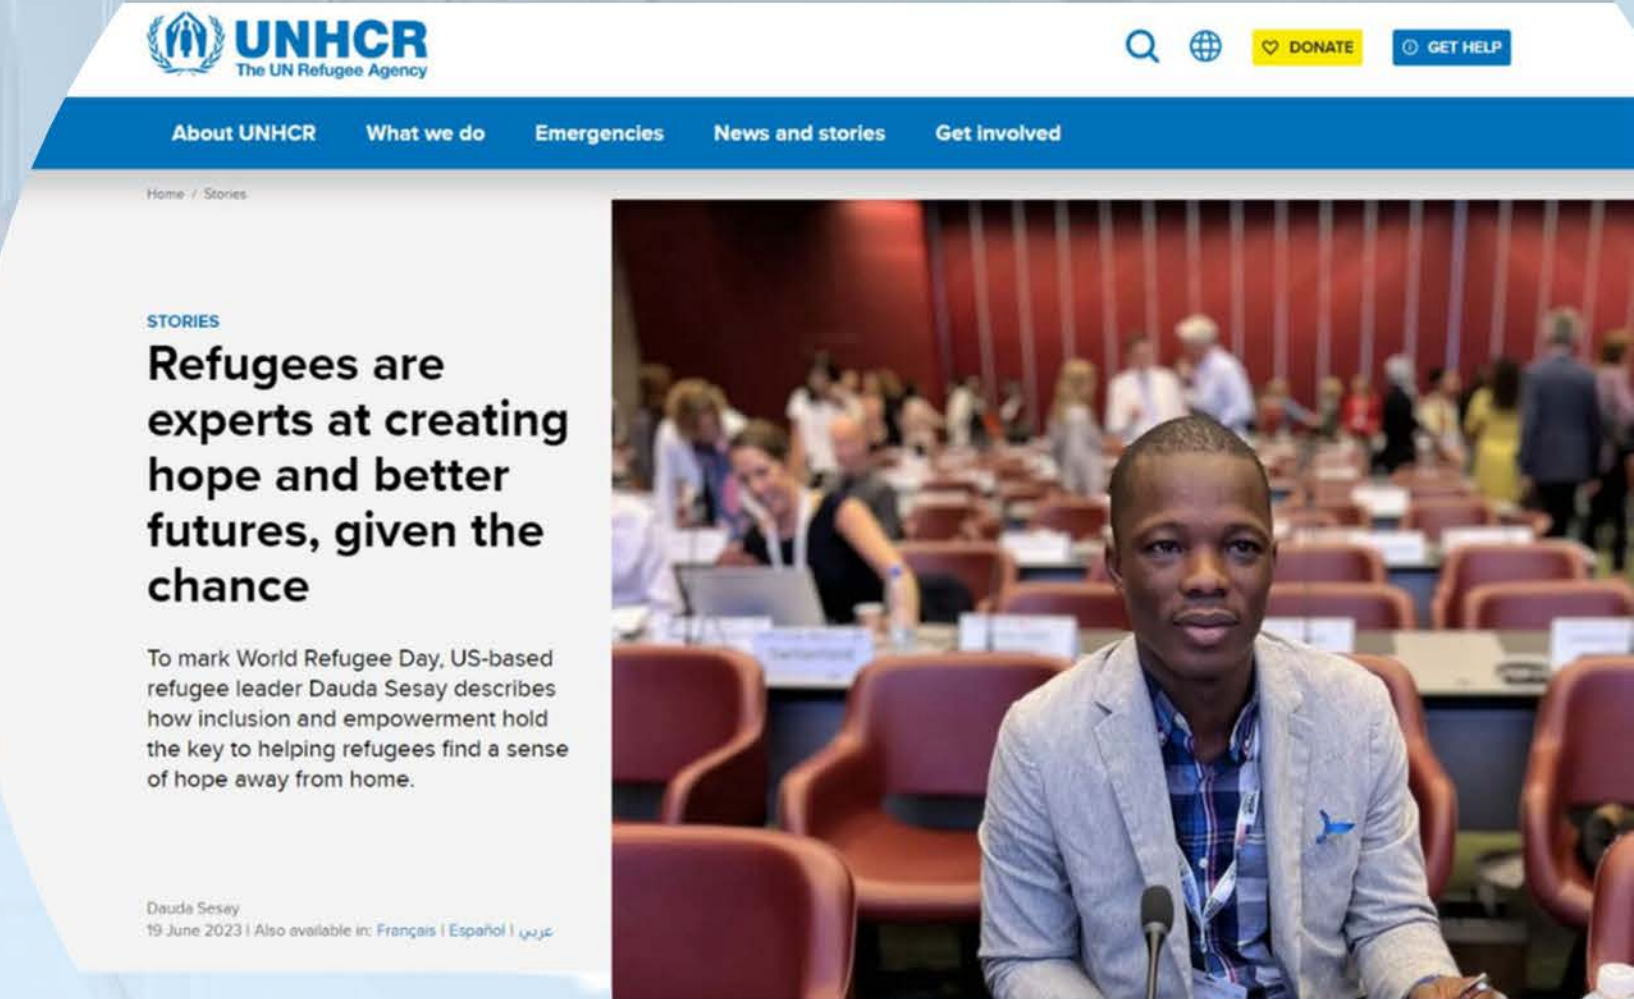 UNHCR
The UN Refugee Agency
DONATE
GET HELP
About UNHCR
What we do
Emergencies
News and stories
Get involved
Home / Stories
STORIES
Refugees are
experts at creating
hope and better
futures, given the
chance
To mark World Refugee Day, US-based
refugee leader Dauda Sesay describes
how inclusion and empowerment hold
the key to helping refugees find a sense
of hope away from home.
Dauda Sesay
19 June 2023 | Also available in: Français | Español | عربي